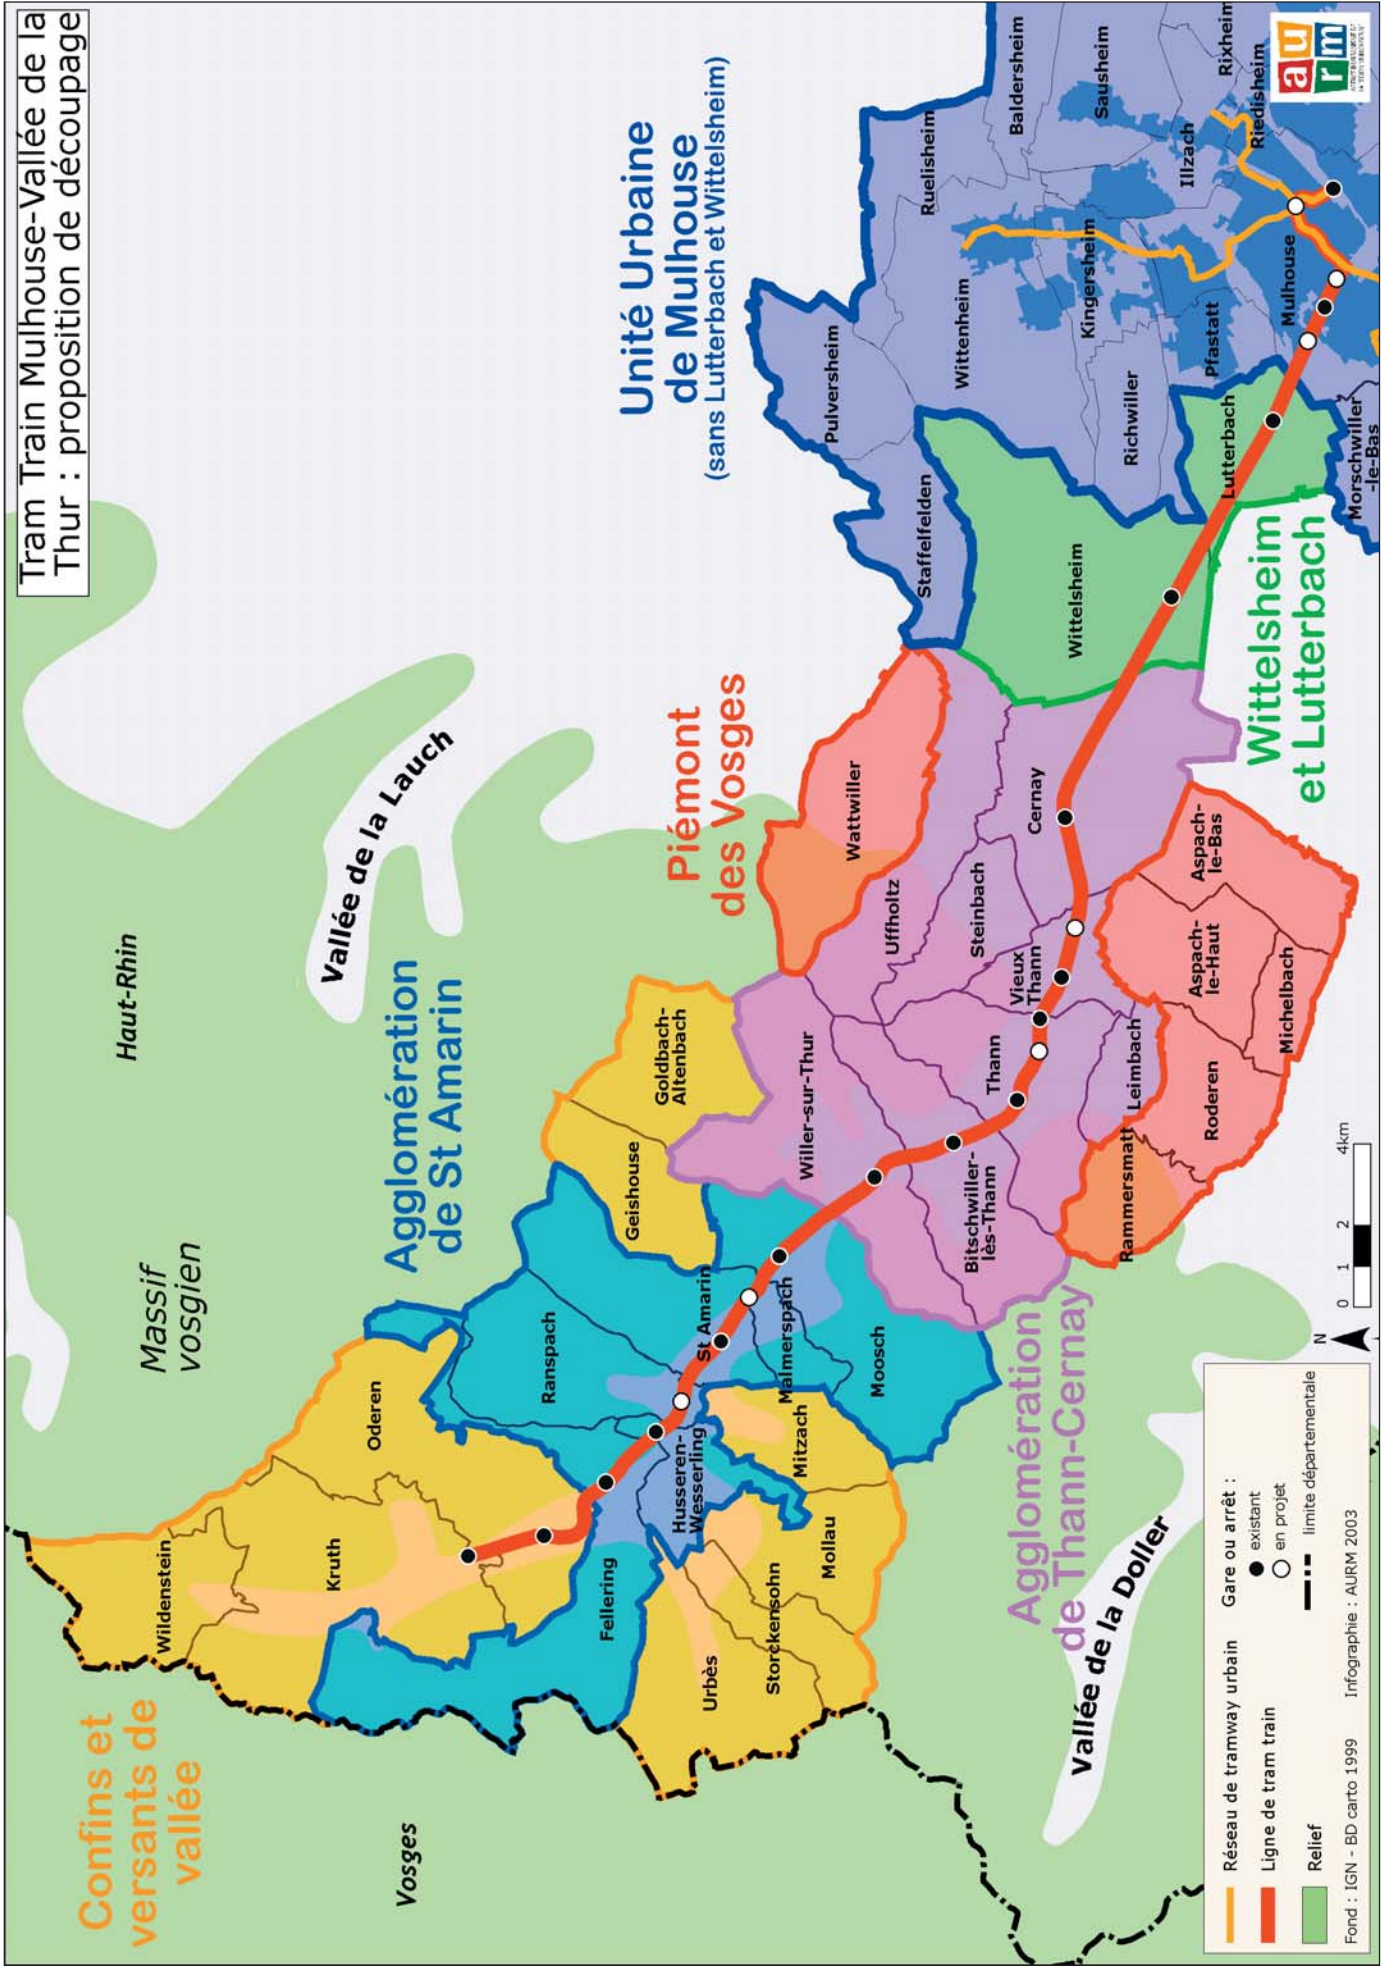 Tram Train Mulhouse-Vallée de la
Thur : proposition de découpage
Confins et
versants de
vallée
Massif
vosgien
Haut-Rhin
Vosges
Agglomération
de St Amarin
Vallée de la Lauch
Piémont
des Vosges
Unité Urbaine
de Mulhouse
(sans Lutterbach et Wittelsheim)
Wildenstein
Kruth
Oderen
Fellering
Ranspach
Geishouse
Goldbach-
Altenbach
Urbès
Storckensohn
Mollau
Husseren-
Wesserling
Mitzach
St Amarin
Malmerspach
Moosch
Willer-sur-Thur
Bitschwiller-
lès-Thann
Thann
Vieux
Thann
Leimbach
Steinbach
Uffholtz
Wattwiller
Cernay
Rammersmatt
Roderen
Michelbach
Aspach-
le-Haut
Aspach-
le-Bas
Staffelfelden
Wittelsheim
Pulversheim
Wittenheim
Ruelisheim
Baldersheim
Sausheim
Kingersheim
Richwiller
Illzach
Rixheim
Riedisheim
Pfastatt
Mulhouse
Lutterbach
Morschwiller
-le-Bas
Wittelsheim
et Lutterbach
Agglomération
de Thann-Cernay
Vallée de la Doller
Réseau de tramway urbain
Ligne de tram train
Relief
Gare ou arrêt :
existant
en projet
limite départementale
Fond : IGN - BD carto 1999
Infographie : AURM 2003
N
0 1 2 4km
au
rm